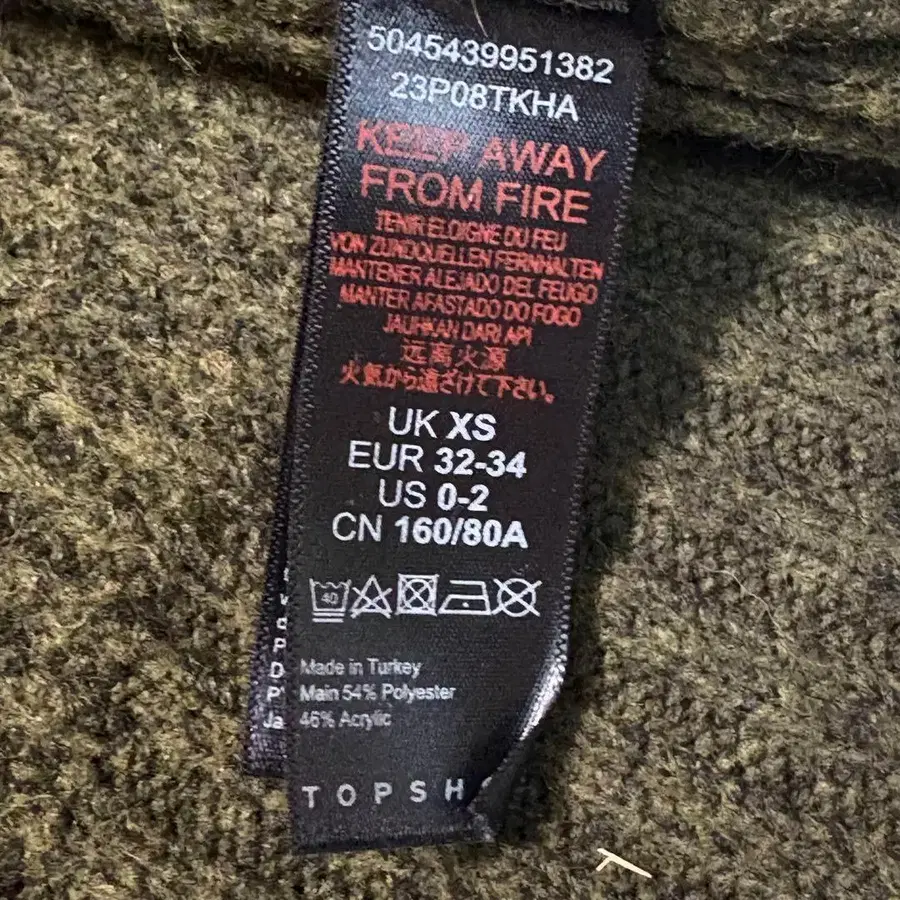 5045439951382
23P08TKHA
KEEP AWAY
FROM FIRE
TENIR ELOIGNE DU FEU
VON ZUNDQUELLEN FERNHALTEN
MANTENER ALEJADO DEL FEUGO
MANTER AFASTADO DO FOGO
JAUHKAN DARI API
远离火源
火気から遠ざけて下さい。
UK XS
EUR 32-34
US 0-2
CN 160/80A
40
Made in Turkey
Main 54% Polyester
46% Acrylic
TOPSH